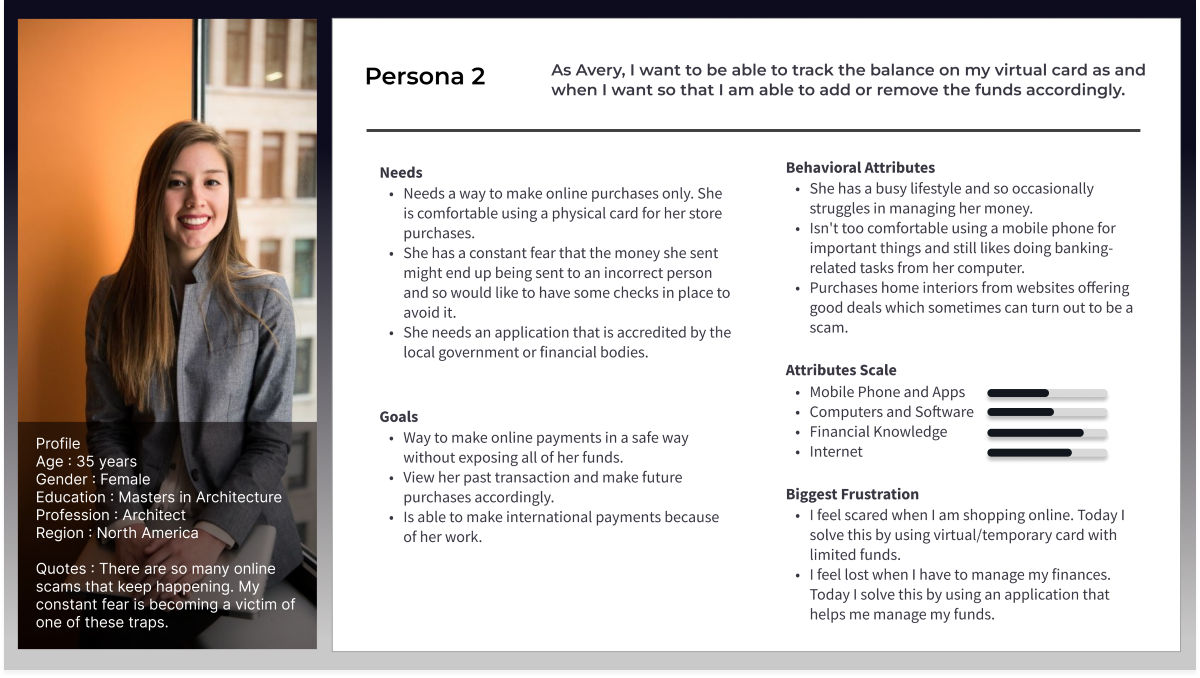 Persona 2
As Avery, I want to be able to track the balance on my virtual card as and
when I want so that I am able to add or remove the funds accordingly.
Needs
• Needs a way to make online purchases only. She
is comfortable using a physical card for her store
purchases.
• She has a constant fear that the money she sent
might end up being sent to an incorrect person
and so would like to have some checks in place to
avoid it.
• She needs an application that is accredited by the
local government or financial bodies.
Goals
• Way to make online payments in a safe way
without exposing all of her funds.
• View her past transaction and make future
purchases accordingly.
• Is able to make international payments because
of her work.
Behavioral Attributes
• She has a busy lifestyle and so occasionally
struggles in managing her money.
• Isn't too comfortable using a mobile phone for
important things and still likes doing banking-
related tasks from her computer.
• Purchases home interiors from websites offering
good deals which sometimes can turn out to be a
scam.
Attributes Scale
• Mobile Phone and Apps
• Computers and Software
• Financial Knowledge
• Internet
Biggest Frustration
• I feel scared when I am shopping online. Today I
solve this by using virtual/temporary card with
limited funds.
• I feel lost when I have to manage my finances.
Today I solve this by using an application that
helps me manage my funds.
Profile
Age : 35 years
Gender : Female
Education : Masters in Architecture
Profession : Architect
Region : North America
Quotes : There are so many online
scams that keep happening. My
constant fear is becoming a victim of
one of these traps.